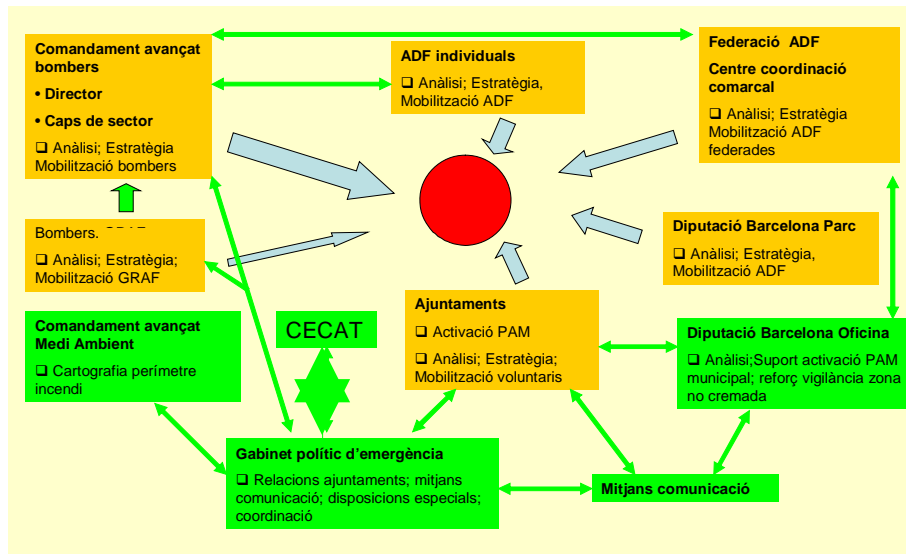 Comandament avançat
bombers
• Director
• Caps de sector
❑ Anàlisi; Estratègia
Mobilització bombers
ADF individuals
❑ Anàlisi; Estratègia,
Mobilització ADF
Federació ADF
Centre coordinació
comarcal
❑ Anàlisi; Estratègia
Mobilització ADF
federades
Bombers.
❑ Anàlisi; Estratègia;
Mobilització GRAF
Diputació Barcelona Parc
❑ Anàlisi; Estratègia,
Mobilització ADF
Comandament avançat
Medi Ambient
❑ Cartografia perímetre
incendi
CECAT
Ajuntaments
❑ Activació PAM
❑ Anàlisi; Estratègia;
Mobilització voluntaris
Diputació Barcelona Oficina
❑ Anàlisi;Suport activació PAM
municipal; reforç vigilància zona
no cremada
Gabinet polític d'emergència
❑ Relacions ajuntaments; mitjans
comunicació; disposicions especials;
coordinació
Mitjans comunicació